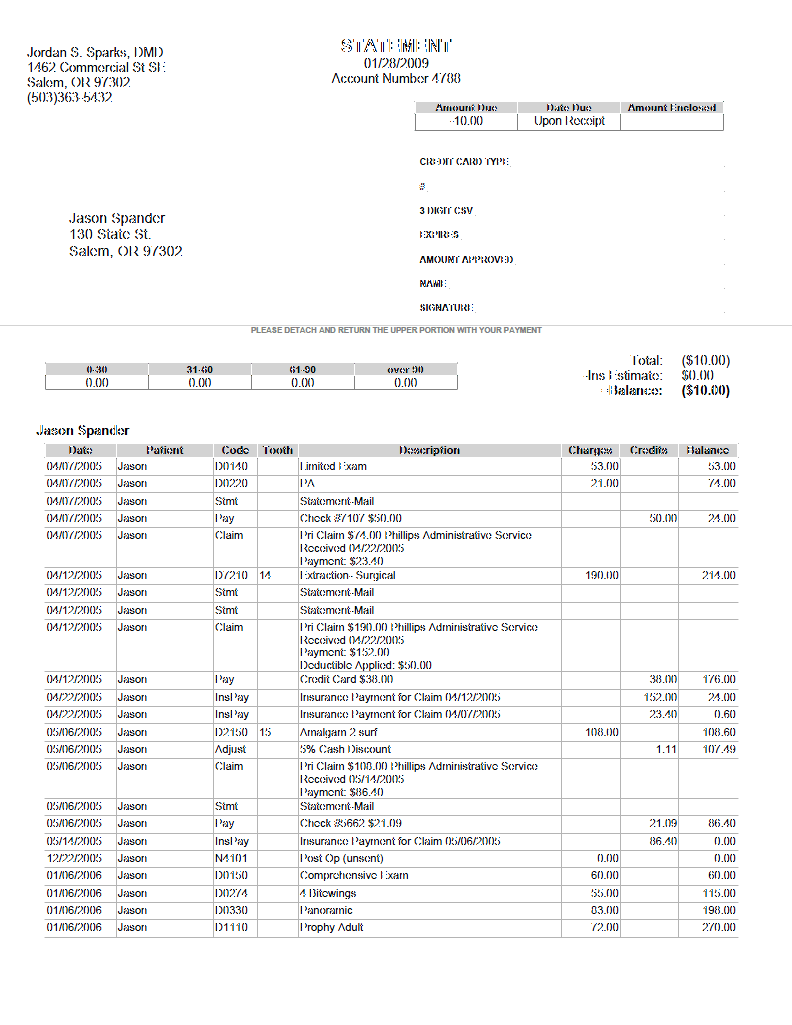 Jordan S. Sparks, DMD
1462 Commercial St SE
Salem, OR 97302
(503)363-5432
STATEMENT
01/28/2009
Account Number 4788
Amount Due Date Due Amount Enclosed
-10.00 Upon Receipt
CREDIT CARD TYPE
#
3 DIGIT CSV
EXPIRES
AMOUNT APPROVED
NAME
SIGNATURE
Jason Spander
130 State St.
Salem, OR 97302
PLEASE DETACH AND RETURN THE UPPER PORTION WITH YOUR PAYMENT
0-30 31-60 61-90 over 90
0.00 0.00 0.00 0.00
Total: ($10.00)
-Ins Estimate: $0.00
=Balance: ($10.00)
Jason Spander
Date Patient Code Tooth Description Charges Credits Balance
04/07/2005 Jason D0140 Limited Exam 53.00 53.00
04/07/2005 Jason D0220 PA 21.00 74.00
04/07/2005 Jason Stmt Statement-Mail
04/07/2005 Jason Pay Check #7107 $50.00 50.00 24.00
04/07/2005 Jason Claim Pri Claim $74.00 Phillips Administrative Service
Received 04/22/2005
Payment: $23.40
04/12/2005 Jason D7210 14 Extraction- Surgical 190.00 214.00
04/12/2005 Jason Stmt Statement-Mail
04/12/2005 Jason Stmt Statement-Mail
04/12/2005 Jason Claim Pri Claim $190.00 Phillips Administrative Service
Received 04/22/2005
Payment: $152.00
Deductible Applied: $50.00
04/12/2005 Jason Pay Credit Card $38.00 38.00 176.00
04/22/2005 Jason InsPay Insurance Payment for Claim 04/12/2005 152.00 24.00
04/22/2005 Jason InsPay Insurance Payment for Claim 04/07/2005 23.40 0.60
05/06/2005 Jason D2150 15 Amalgam 2 surf 108.00 108.60
05/06/2005 Jason Adjust 5% Cash Discount 1.11 107.49
05/06/2005 Jason Claim Pri Claim $108.00 Phillips Administrative Service
Received 05/14/2005
Payment: $86.40
05/06/2005 Jason Stmt Statement-Mail
05/06/2005 Jason Pay Check #5662 $21.09 21.09 86.40
05/14/2005 Jason InsPay Insurance Payment for Claim 05/06/2005 86.40 0.00
12/22/2005 Jason N4101 Post Op (unsent) 0.00 0.00
01/06/2006 Jason D0150 Comprehensive Exam 60.00 60.00
01/06/2006 Jason D0274 4 Bitewings 55.00 115.00
01/06/2006 Jason D0330 Panoramic 83.00 198.00
01/06/2006 Jason D1110 Prophy Adult 72.00 270.00